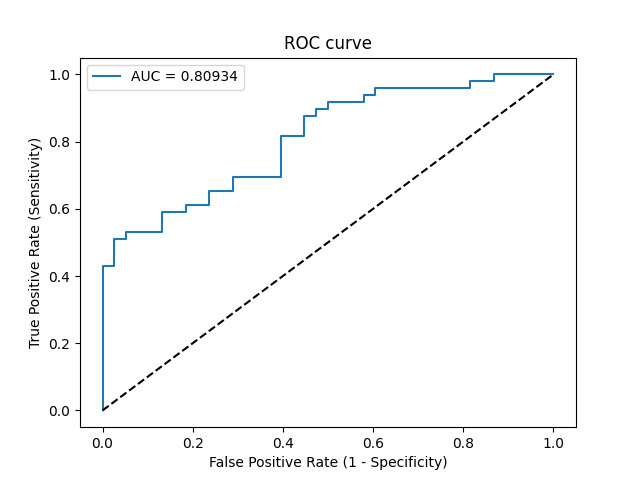 ROC curve
AUC = 0.80934
1.0
0.8
0.6
0.4
0.2
0.0
True Positive Rate (Sensitivity)
0.0 0.2 0.4 0.6 0.8 1.0
False Positive Rate (1 - Specificity)